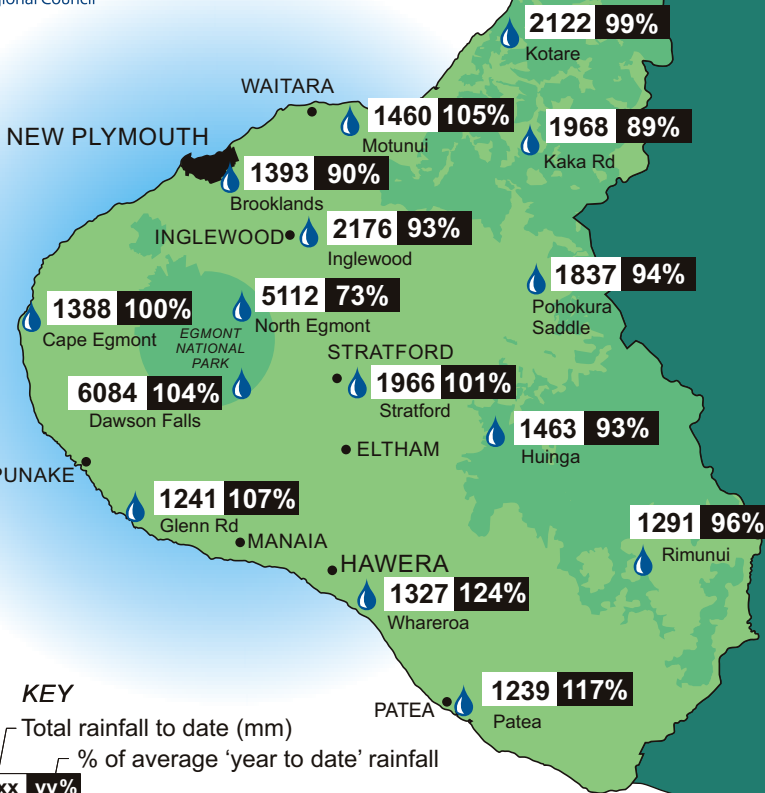 2122 99%
Kotare
WAITARA
1460 105%
Motunui
1968 89%
Kaka Rd
NEW PLYMOUTH
1393 90%
Brooklands
INGLEWOOD
2176 93%
Inglewood
1837 94%
Pohokura
Saddle
1388 100%
Cape Egmont
5112 73%
North Egmont
EGMONT
NATIONAL
PARK
STRATFORD
6084 104%
Dawson Falls
1966 101%
Stratford
1463 93%
Huinga
ELTHAM
PUNAKE
1241 107%
Glenn Rd
1291 96%
Rimunui
MANAIA
HAWERA
1327 124%
Whareroa
1239 117%
PATEA
Patea
KEY
Total rainfall to date (mm)
% of average ‘year to date’ rainfall
xx yy%